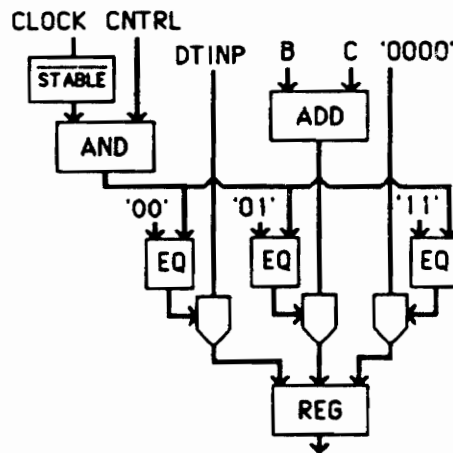 CLOCK CNTRL
DTINP B C '0000'
STABLE
ADD
AND
'00' '01' '11'
EQ EQ EQ
REG